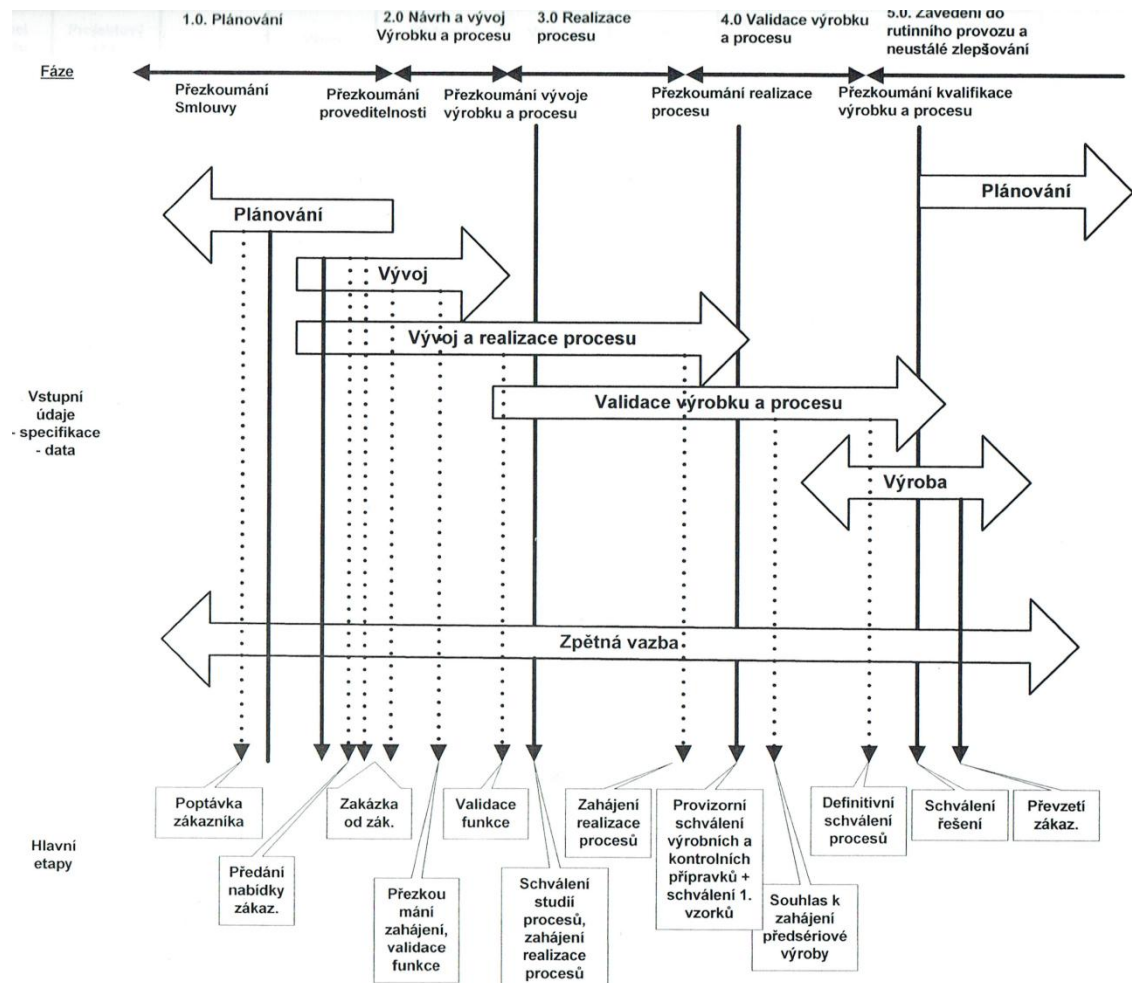 1.0. Plánování
2.0 Návrh a vývoj
Výrobku a procesu
3.0 Realizace
procesu
4.0 Validace výrobku
a procesu
5.0. Zavedení do
rutinního provozu a
neustálé zlepšování
Fáze
Přezkoumání
Smlouvy
Přezkoumání
proveditelnosti
Přezkoumání vývoje
výrobku a procesu
Přezkoumání realizace
procesu
Přezkoumání kvalifikace
výrobku a procesu
Plánování
Plánování
Vývoj
Vývoj a realizace procesu
Vstupní
údaje
- specifikace
- data
Validace výrobku a procesu
Výroba
Zpětná vazba
Hlavní
etapy
Poptávka
zákazníka
Předání
nabídky
zákaz.
Zakázka
od zák.
Přezkou
mání
zahájení,
validace
funkce
Validace
funkce
Schválení
studií
procesů,
zahájení
realizace
procesů
Zahájení
realizace
procesů
Provizorní
schválení
výrobních a
kontrolních
přípravků +
schválení 1.
vzorků
Souhlas k
zahájení
předsériové
výroby
Definitivní
schválení
procesů
Schválení
řešení
Převzetí
zákaz.